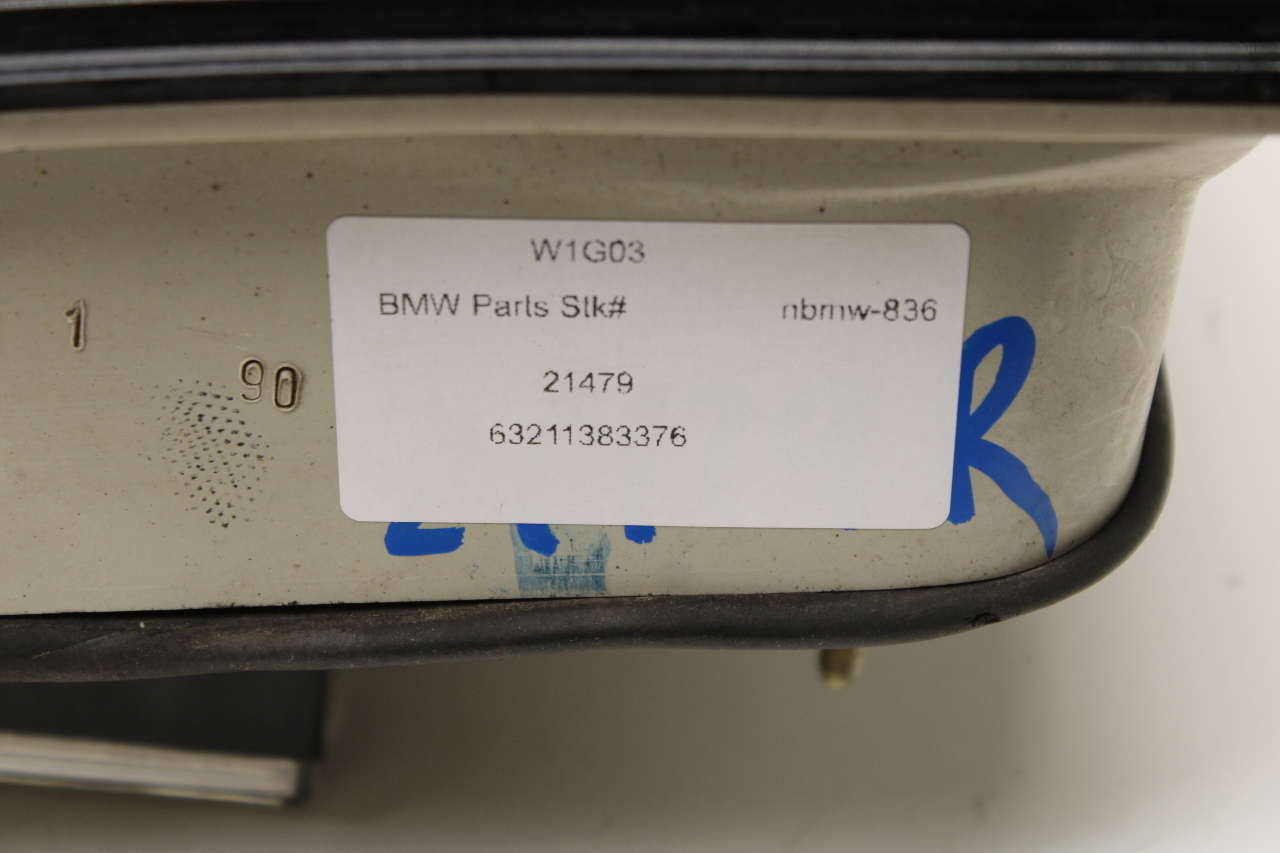 W1G03
BMW Parts Stk# nbmw-836
21479
63211383376
1
90
R